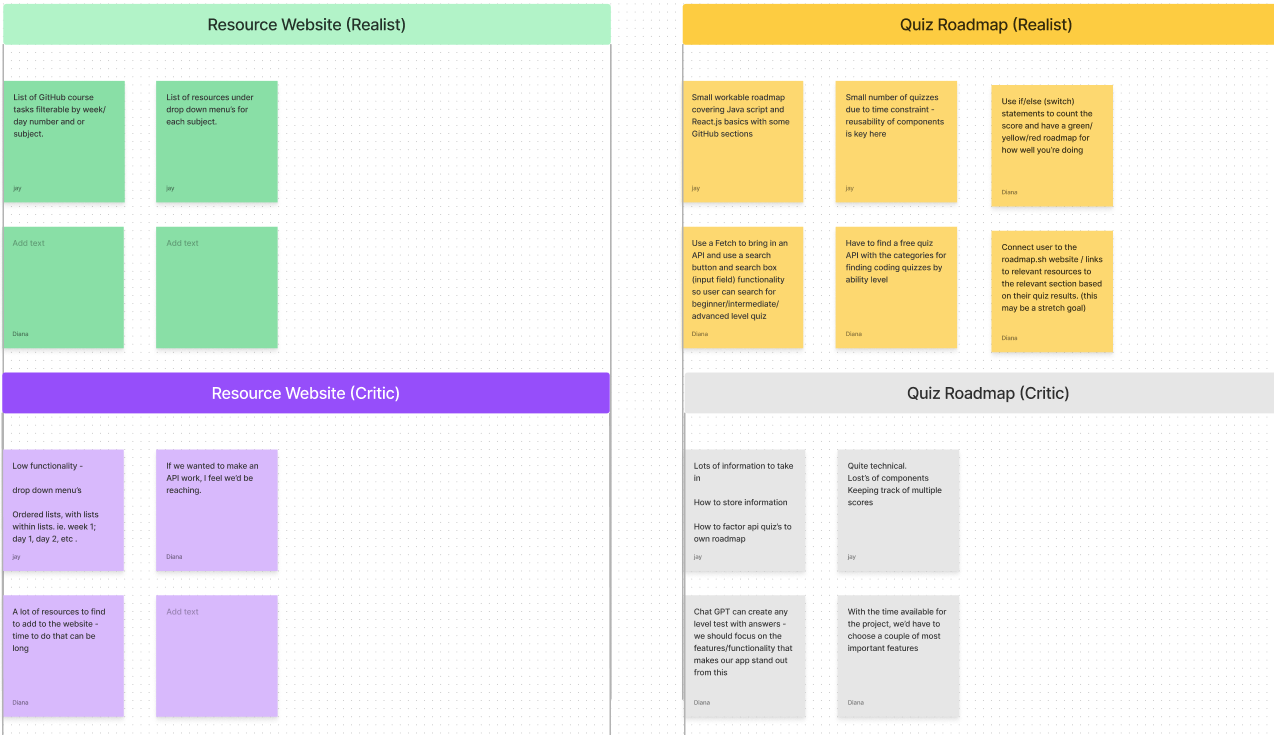 Resource Website (Realist)
List of GitHub course
tasks filterable by week/
day number and or
subject.
jay
List of resources under
drop down menu's for
each subject.
jay
Add text
Diana
Add text
Quiz Roadmap (Realist)
Small workable roadmap
covering Java script and
React.js basics with some
GitHub sections
jay
Small number of quizzes
due to time constraint -
reusability of components
is key here
jay
Use if/else (switch)
statements to count the
score and have a green/
yellow/red roadmap for
how well you're doing
Diana
Use a Fetch to bring in an
API and use a search
button and search box
(input field) functionality
so user can search for
beginner/intermediate/
advanced level quiz
Diana
Have to find a free quiz
API with the categories for
finding coding quizzes by
ability level
Diana
Connect user to the
roadmap.sh website / links
to relevant resources to
the relevant section based
on their quiz results. (this
may be a stretch goal)
Diana
Resource Website (Critic)
Low functionality -
drop down menu's
Ordered lists, with lists
within lists. ie. week 1;
day 1, day 2, etc .
jay
If we wanted to make an
API work, I feel we'd be
reaching.
Diana
A lot of resources to find
to add to the website -
time to do that can be
long
Diana
Add text
Quiz Roadmap (Critic)
Lots of information to take
in
How to store information
How to factor api quiz's to
own roadmap
jay
Quite technical.
Lost's of components
Keeping track of multiple
scores
jay
Chat GPT can create any
level test with answers -
we should focus on the
features/functionality that
makes our app stand out
from this
Diana
With the time available for
the project, we'd have to
choose a couple of most
important features
Diana